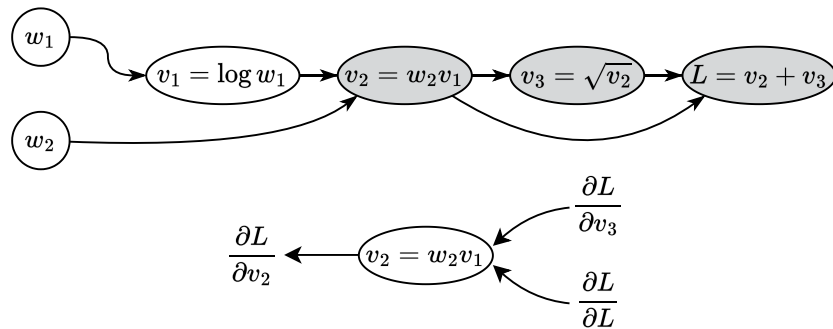 w₁
v₁ = log w₁
v₂ = w₂v₁
v₃ = √v₂
L = v₂ + v₃
w₂
∂L/∂v₃
∂L/∂v₂
v₂ = w₂v₁
∂L/∂L